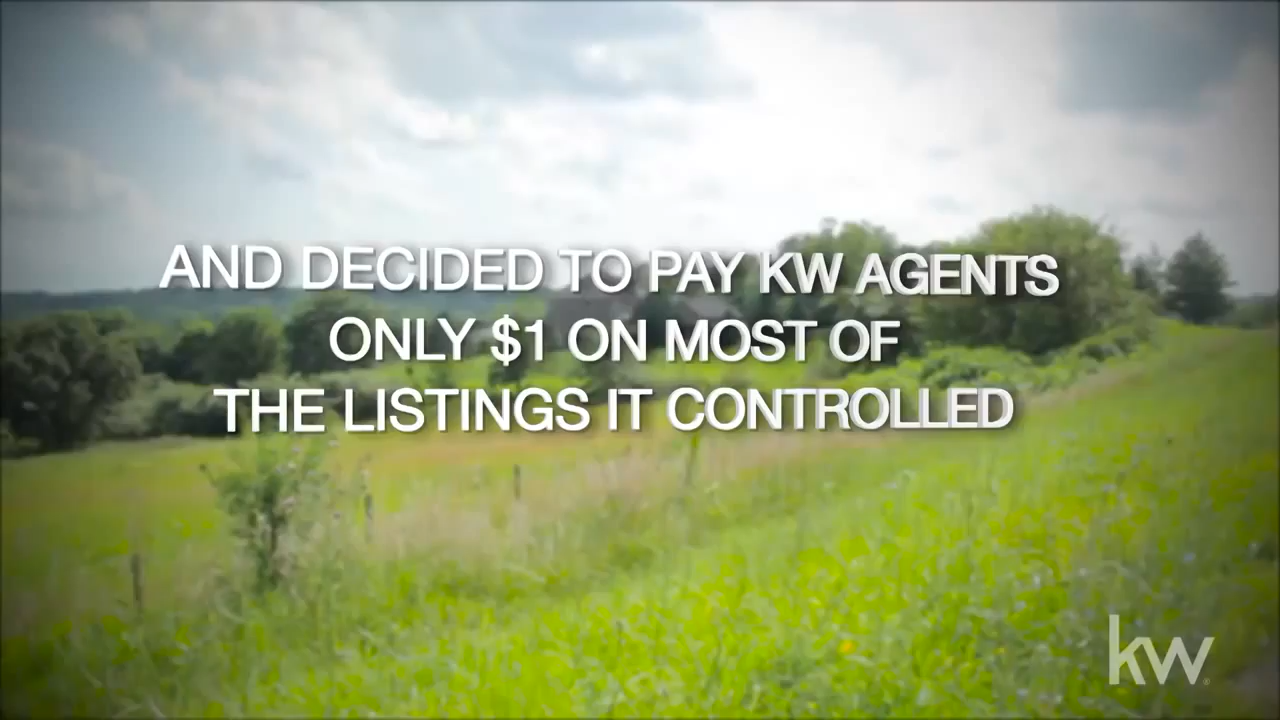 AND DECIDED TO PAY KW AGENTS
ONLY $1 ON MOST OF
THE LISTINGS IT CONTROLLED
kw®